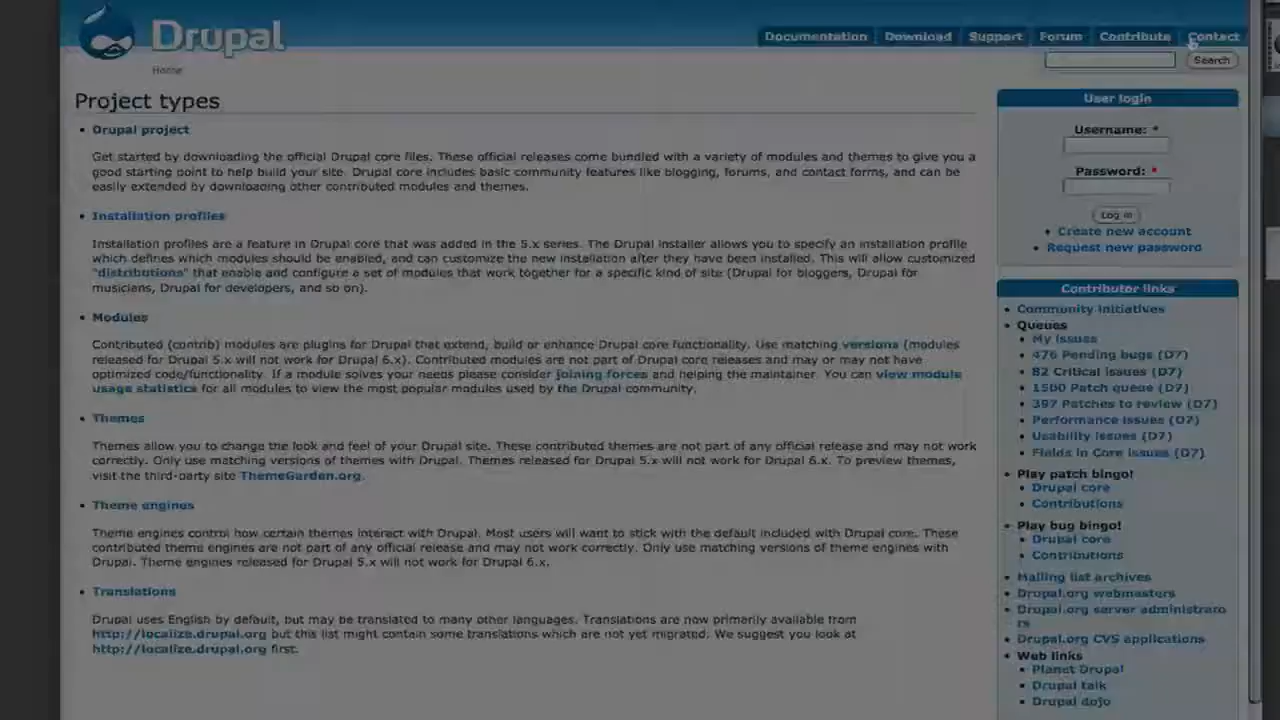 Drupal
Documentation Download Support Forum Contribute Contact
Search
Home
Project types
Drupal project
Get started by downloading the official Drupal core files. These official releases come bundled with a variety of modules and themes to give you a
good starting point to help build your site. Drupal core includes basic community features like blogging, forums, and contact forms, and can be
easily extended by downloading other contributed modules and themes.
Installation profiles
Installation profiles are a feature in Drupal core that was added in the 5.x series. The Drupal installer allows you to specify an installation profile
which defines which modules should be enabled, and can customize the new installation after they have been installed. This will allow customized
"distributions" that enable and configure a set of modules that work together for a specific kind of site (Drupal for bloggers, Drupal for
musicians, Drupal for developers, and so on).
Modules
Contributed (contrib) modules are plugins for Drupal that extend, build or enhance Drupal core functionality. Use matching versions (modules
released for Drupal 5.x will not work for Drupal 6.x). Contributed modules are not part of Drupal core releases and may or may not have
optimized code/functionality. If a module solves your needs please consider joining forces and helping the maintainer. You can view module
usage statistics for all modules to view the most popular modules used by the Drupal community.
Themes
Themes allow you to change the look and feel of your Drupal site. These contributed themes are not part of any official release and may not work
correctly. Only use matching versions of themes with Drupal. Themes released for Drupal 5.x will not work for Drupal 6.x. To preview themes,
visit the third-party site ThemeGarden.org.
Theme engines
Theme engines control how certain themes interact with Drupal. Most users will want to stick with the default included with Drupal core. These
contributed theme engines are not part of any official release and may not work correctly. Only use matching versions of theme engines with
Drupal. Theme engines released for Drupal 5.x will not work for Drupal 6.x.
Translations
Drupal uses English by default, but may be translated to many other languages. Translations are now primarily available from
http://localize.drupal.org but this list might contain some translations which are not yet migrated. We suggest you look at
http://localize.drupal.org first.
User login
Username: *
Password: *
Log in
Create new account
Request new password
Contributor links
Community initiatives
Queues
My issues
476 Pending bugs (D7)
82 Critical issues (D7)
1500 Patch queue (D7)
397 Patches to review (D7)
Performance issues (D7)
Usability issues (D7)
Fields in Core issues (D7)
Play patch bingo!
Drupal core
Contributions
Play bug bingo!
Drupal core
Contributions
Mailing list archives
Drupal.org webmasters
Drupal.org server administrato
rs
Drupal.org CVS applications
Web links
Planet Drupal
Drupal talk
Drupal dojo